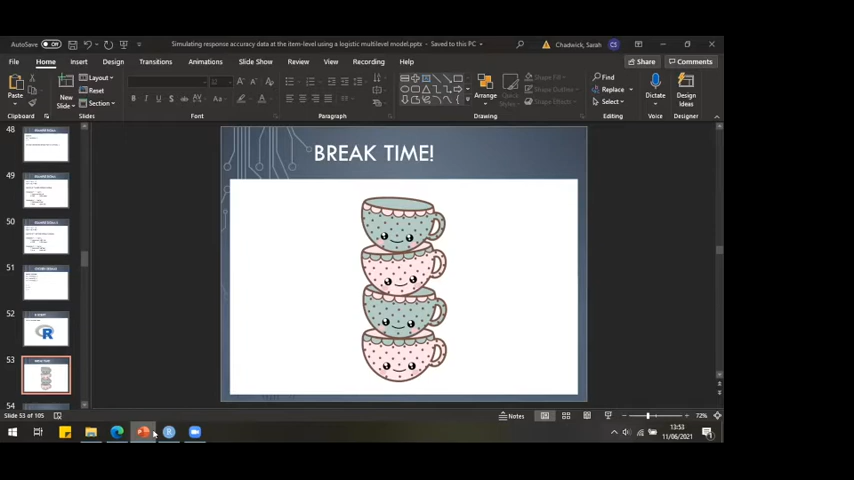 AutoSave Off
Simulating response accuracy data at the item-level using a logistic multilevel model.pptx - Saved to this PC
Chadwick, Sarah CS
File Home Insert Design Transitions Animations Slide Show Review View Recording Share Comments
Paste
New Slide
Layout
Reset
Section
Arrange
Quick Styles
Shape Fill
Shape Outline
Shape Effects
Find
Replace
Select
Dictate
Design Ideas
Clipboard Slides Font Paragraph Drawing Editing Voice Designer
48
49
50
51
52
R
53
54
BREAK TIME!
Slide 53 of 105
Notes
72%
13:53
11/06/2021